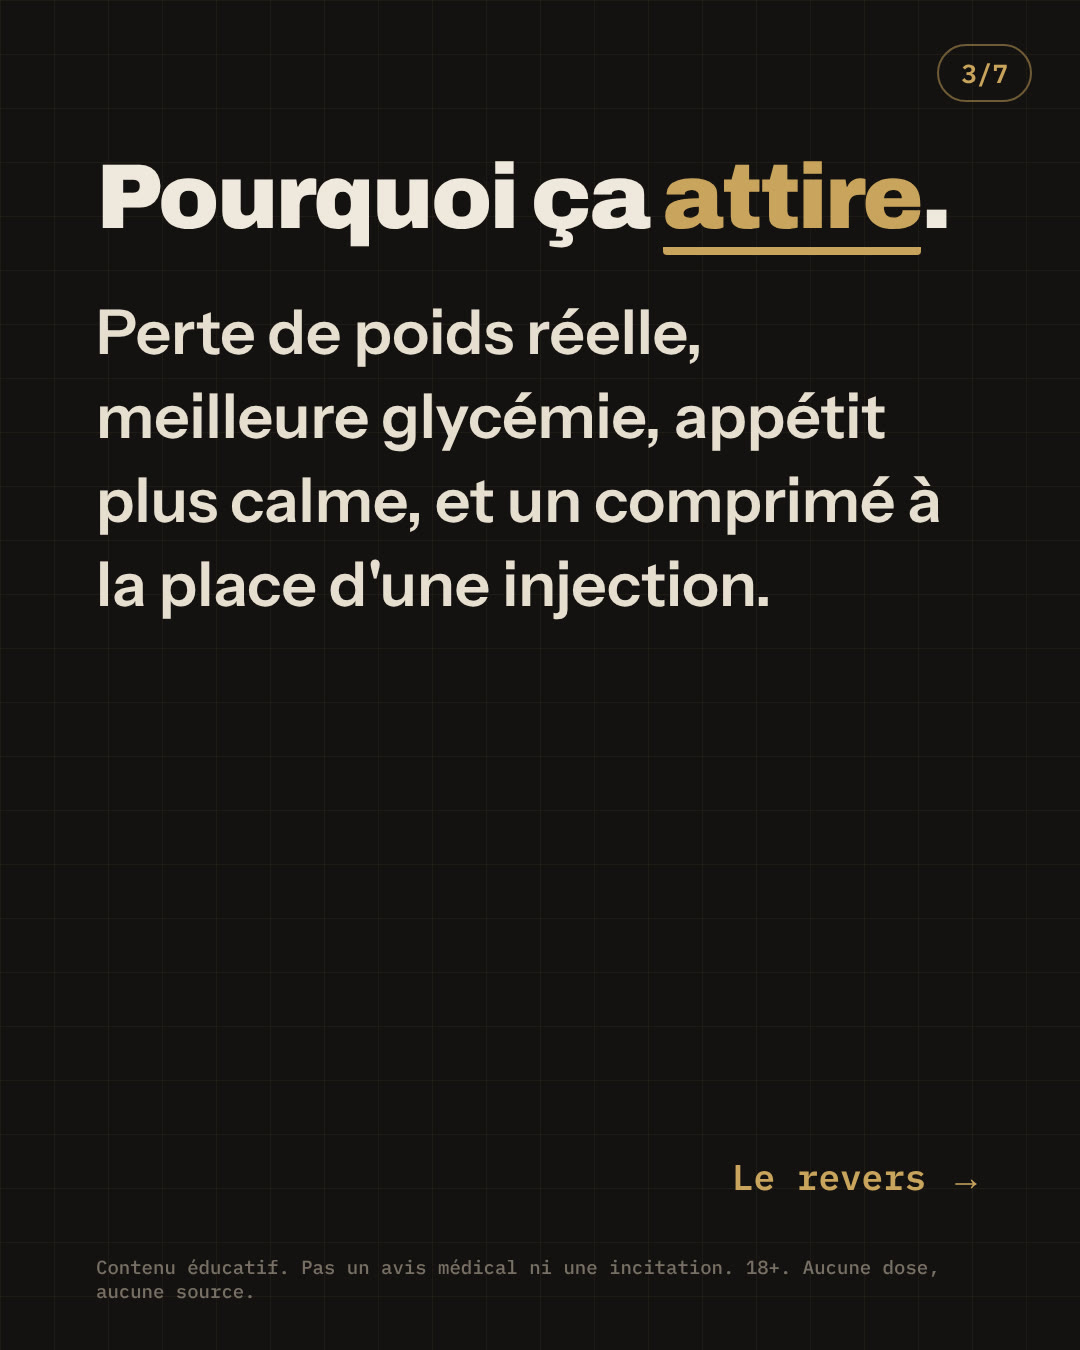 3/7
Pourquoi ça attire.
Perte de poids réelle,
meilleure glycémie, appétit
plus calme, et un comprimé à
la place d'une injection.
Le revers →
Contenu éducatif. Pas un avis médical ni une incitation. 18+. Aucune dose,
aucune source.